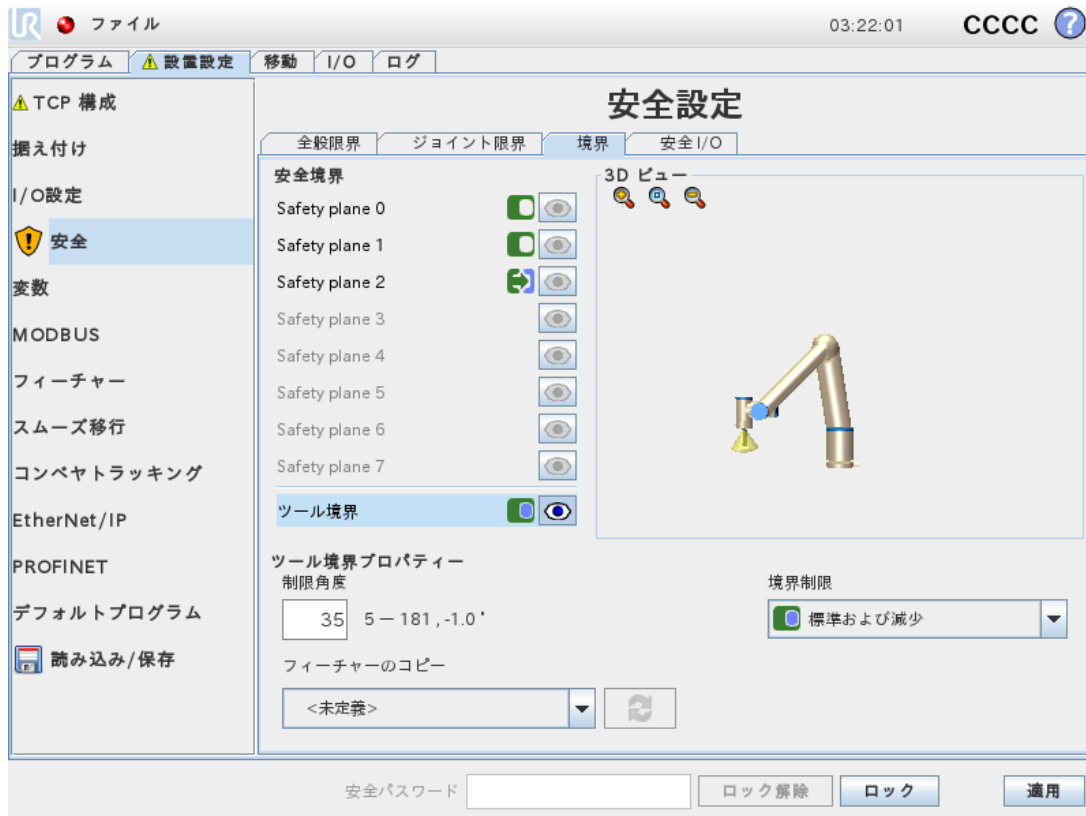 UR ファイル 03:22:01 CCCC ?
プログラム 設置設定 移動 I/O ログ
TCP 構成
据え付け
I/O設定
安全
変数
MODBUS
フィーチャー
スムーズ移行
コンベヤトラッキング
EtherNet/IP
PROFINET
デフォルトプログラム
読み込み/保存
安全設定
全般限界 ジョイント限界 境界 安全I/O
安全境界
Safety plane 0
Safety plane 1
Safety plane 2
Safety plane 3
Safety plane 4
Safety plane 5
Safety plane 6
Safety plane 7
ツール境界
3D ビュー
ツール境界プロパティー
制限角度
35 5 — 181 , -1.0 °
境界制限
標準および減少
フィーチャーのコピー
<未定義>
安全パスワード ロック解除 ロック 適用